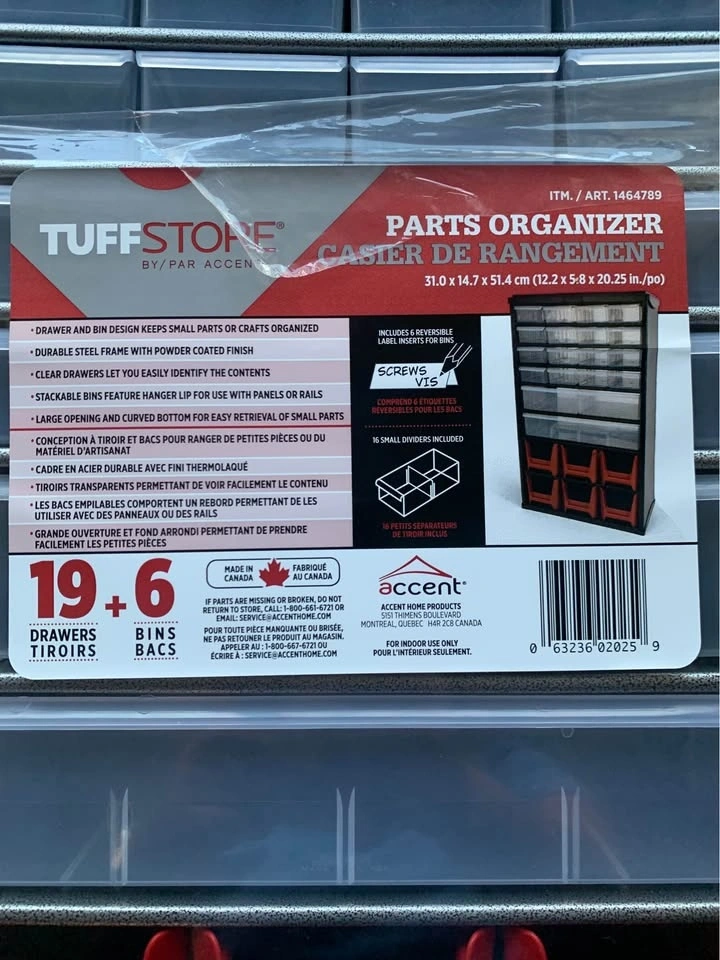 ITM. / ART. 1464789
TUFFSTORE®
BY/PAR ACCENT
PARTS ORGANIZER
CASIER DE RANGEMENT
31.0 x 14.7 x 51.4 cm (12.2 x 5.8 x 20.25 in./po)
• DRAWER AND BIN DESIGN KEEPS SMALL PARTS OR CRAFTS ORGANIZED
• DURABLE STEEL FRAME WITH POWDER COATED FINISH
• CLEAR DRAWERS LET YOU EASILY IDENTIFY THE CONTENTS
• STACKABLE BINS FEATURE HANGER LIP FOR USE WITH PANELS OR RAILS
• LARGE OPENING AND CURVED BOTTOM FOR EASY RETRIEVAL OF SMALL PARTS
• CONCEPTION À TIROIR ET BACS POUR RANGER DE PETITES PIÈCES OU DU
MATÉRIEL D'ARTISANAT
• CADRE EN ACIER DURABLE AVEC FINI THERMOLAQUÉ
• TIROIRS TRANSPARENTS PERMETTANT DE VOIR FACILEMENT LE CONTENU
• LES BACS EMPILABLES COMPORTENT UN REBORD PERMETTANT DE LES
UTILISER AVEC DES PANNEAUX OU DES RAILS
• GRANDE OUVERTURE ET FOND ARRONDI PERMETTANT DE PRENDRE
FACILEMENT LES PETITES PIÈCES
INCLUDES 6 REVERSIBLE
LABEL INSERTS FOR BINS
SCREWS
VIS
COMPREND 6 ÉTIQUETTES
RÉVERSIBLES POUR LES BACS
16 SMALL DIVIDERS INCLUDED
16 PETITS SÉPARATEURS
DE TIROIR INCLUS
19 + 6
DRAWERS
TIROIRS
BINS
BACS
MADE IN
CANADA
FABRIQUÉ
AU CANADA
IF PARTS ARE MISSING OR BROKEN, DO NOT
RETURN TO STORE, CALL: 1-800-661-6721 OR
EMAIL: SERVICE@ACCENTHOME.COM
POUR TOUTE PIÈCE MANQUANTE OU BRISÉE,
NE PAS RETOURNER LE PRODUIT AU MAGASIN.
APPELER AU : 1-800-667-6721 OU
ÉCRIRE À : SERVICE@ACCENTHOME.COM
accent®
ACCENT HOME PRODUCTS
5151 THIMENS BOULEVARD
MONTREAL, QUEBEC H4R 2C8 CANADA
FOR INDOOR USE ONLY
POUR L'INTÉRIEUR SEULEMENT.
0 63236 02025 9